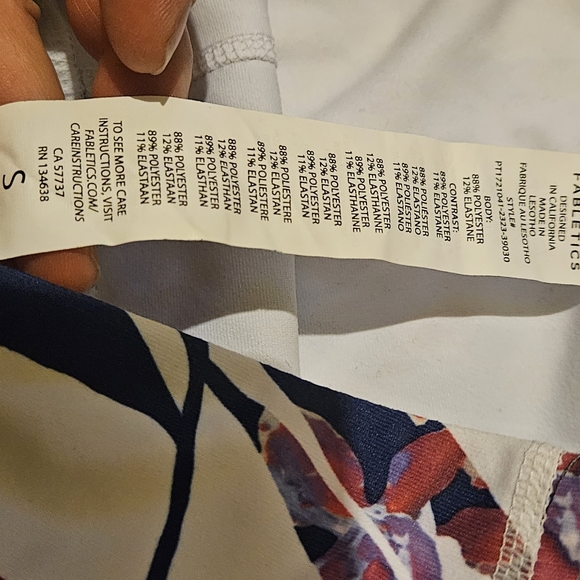 FABLETICS
DESIGNED
IN CALIFORNIA
MADE IN
LESOTHO
FABRIQUE AU LESOTHO
STYLE#
PT1721041-2323-39030
BODY:
88% POLYESTER
12% ELASTANE
CONTRAST:
89% POLYESTER
11% ELASTANE
88% POLIÉSTER
12% ELASTANO
89% POLIÉSTER
11% ELASTANO
88% POLYESTER
12% ELASTHANNE
89% POLYESTER
11% ELASTHANNE
88% POLYESTER
12% ELASTAN
89% POLYESTER
11% ELASTAN
88% POLIESTERE
12% ELASTAN
89% POLIESTERE
11% ELASTAN
88% POLYESTER
12% ELASTHAN
89% POLYESTER
11% ELASTHAN
88% POLYESTER
12% ELASTAAN
89% POLYESTER
11% ELASTAAN
TO SEE MORE CARE
INSTRUCTIONS, VISIT
FABLETICS.COM/
CAREINSTRUCTIONS
CA 57737
RN 134638
S